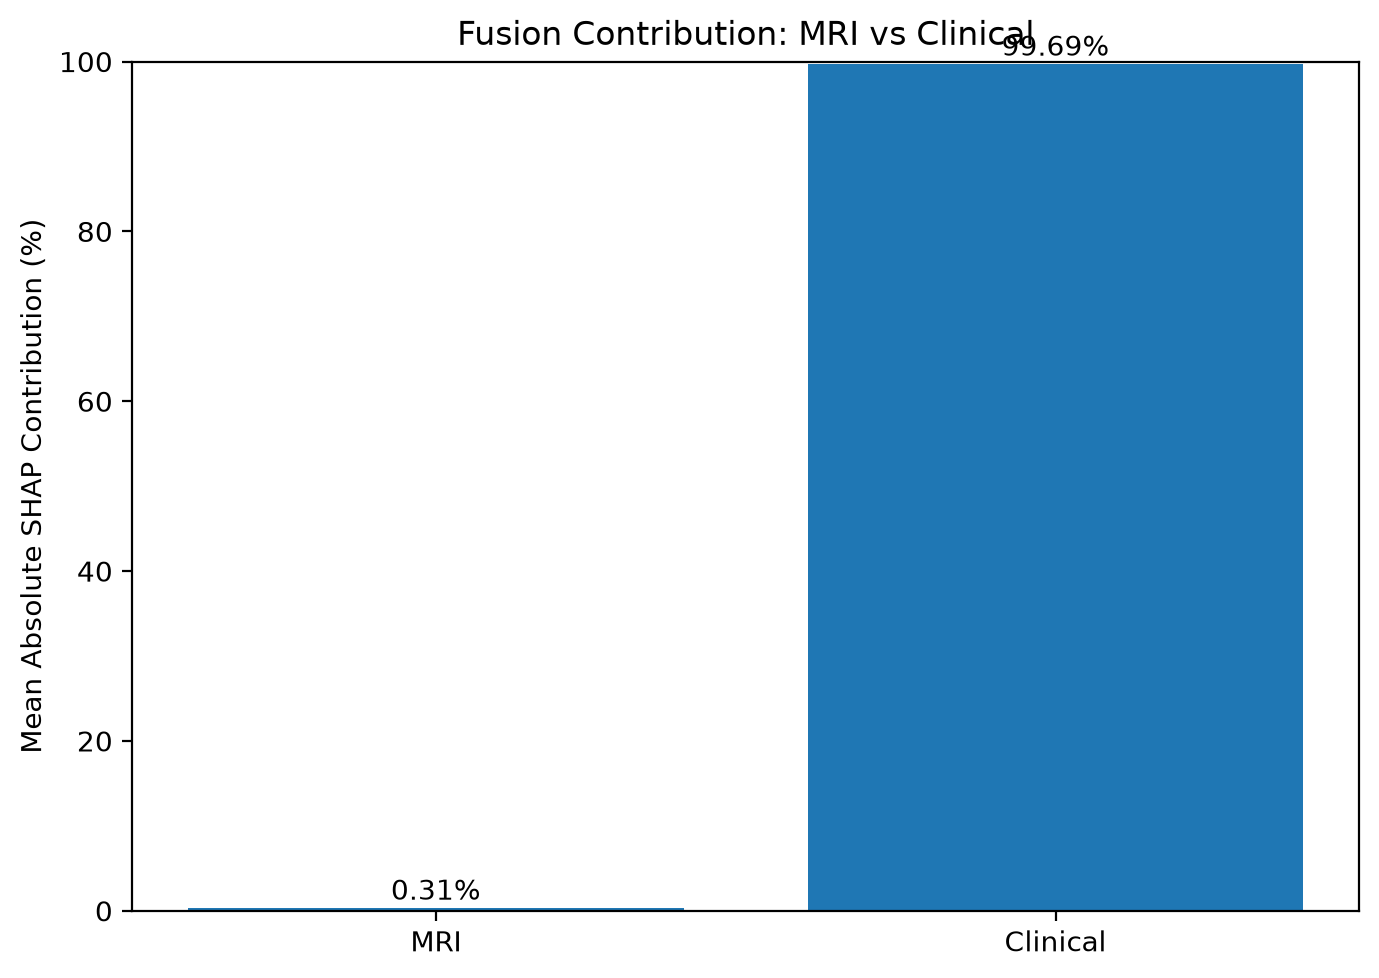 Fusion Contribution: MRI vs Clinical
99.69%
100
80
60
40
20
0
Mean Absolute SHAP Contribution (%)
0.31%
MRI
Clinical